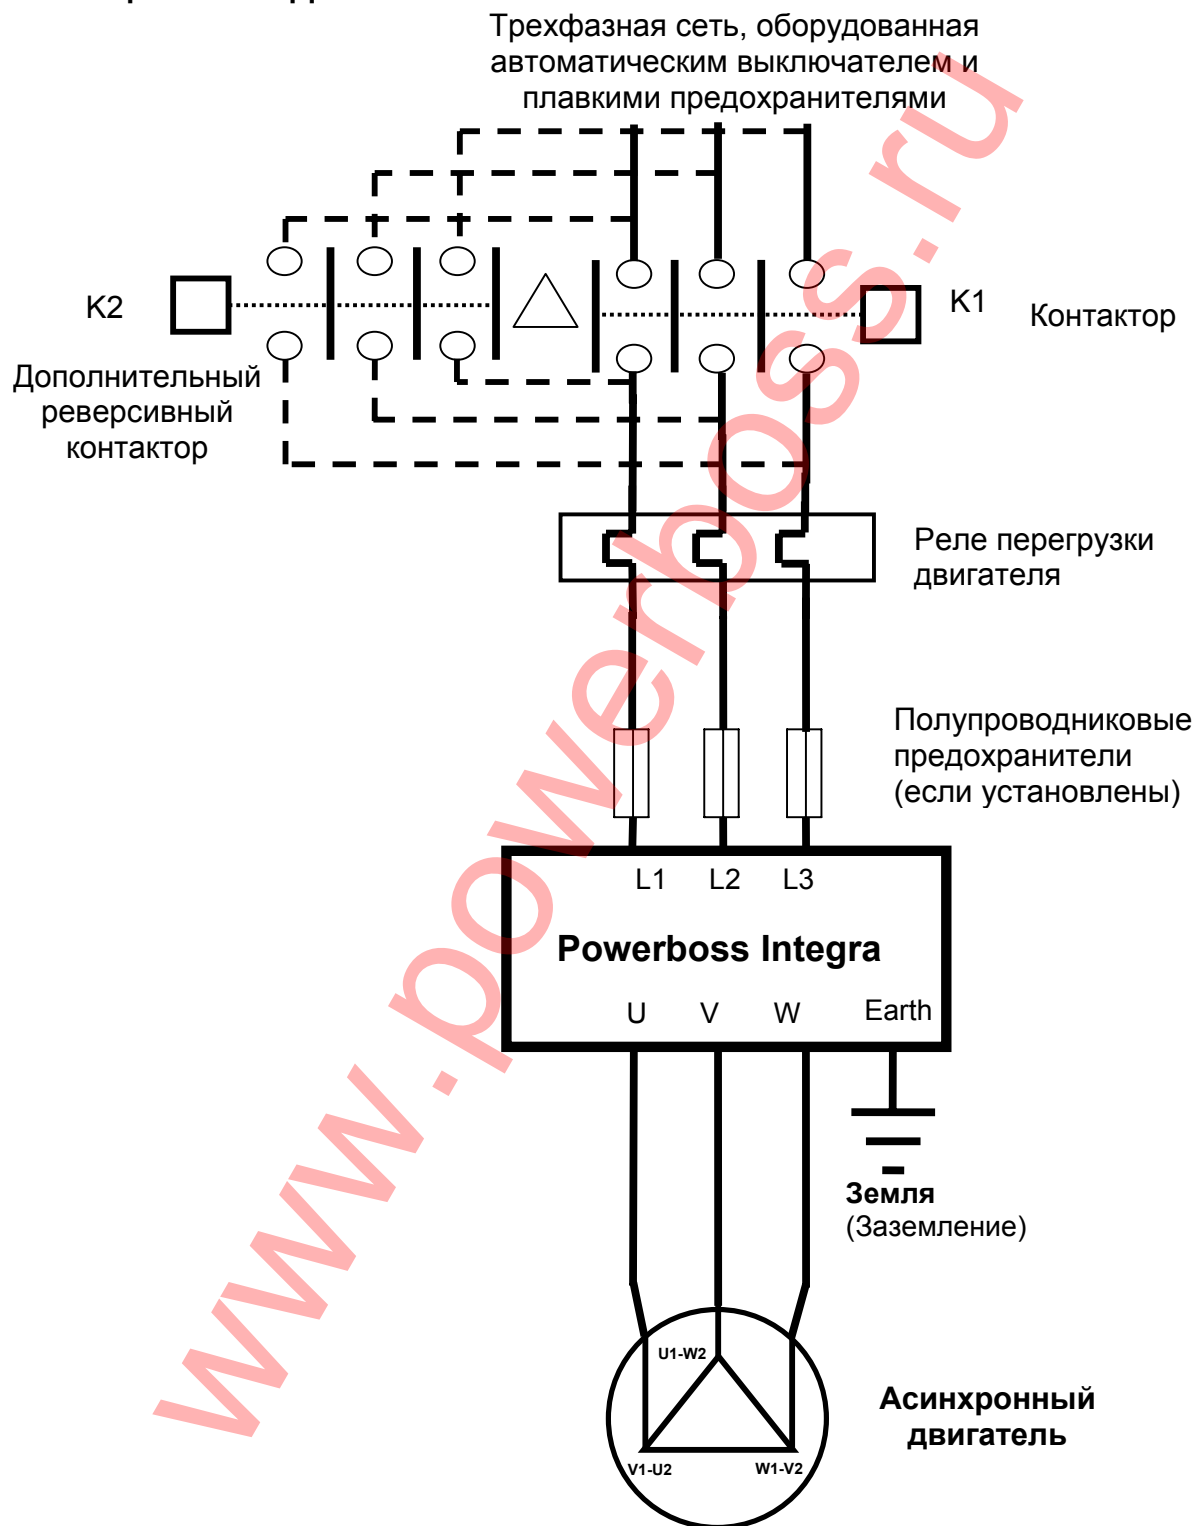 Трехфазная сеть, оборудованная
автоматическим выключателем и
плавкими предохранителями
K2
K1
Контактор
Дополнительный
реверсивный
контактор
Реле перегрузки
двигателя
Полупроводниковые
предохранители
(если установлены)
L1 L2 L3
Powerboss Integra
U V W Earth
Земля
(Заземление)
U1-W2
V1-U2 W1-V2
Асинхронный
двигатель
www.powerboss.ru